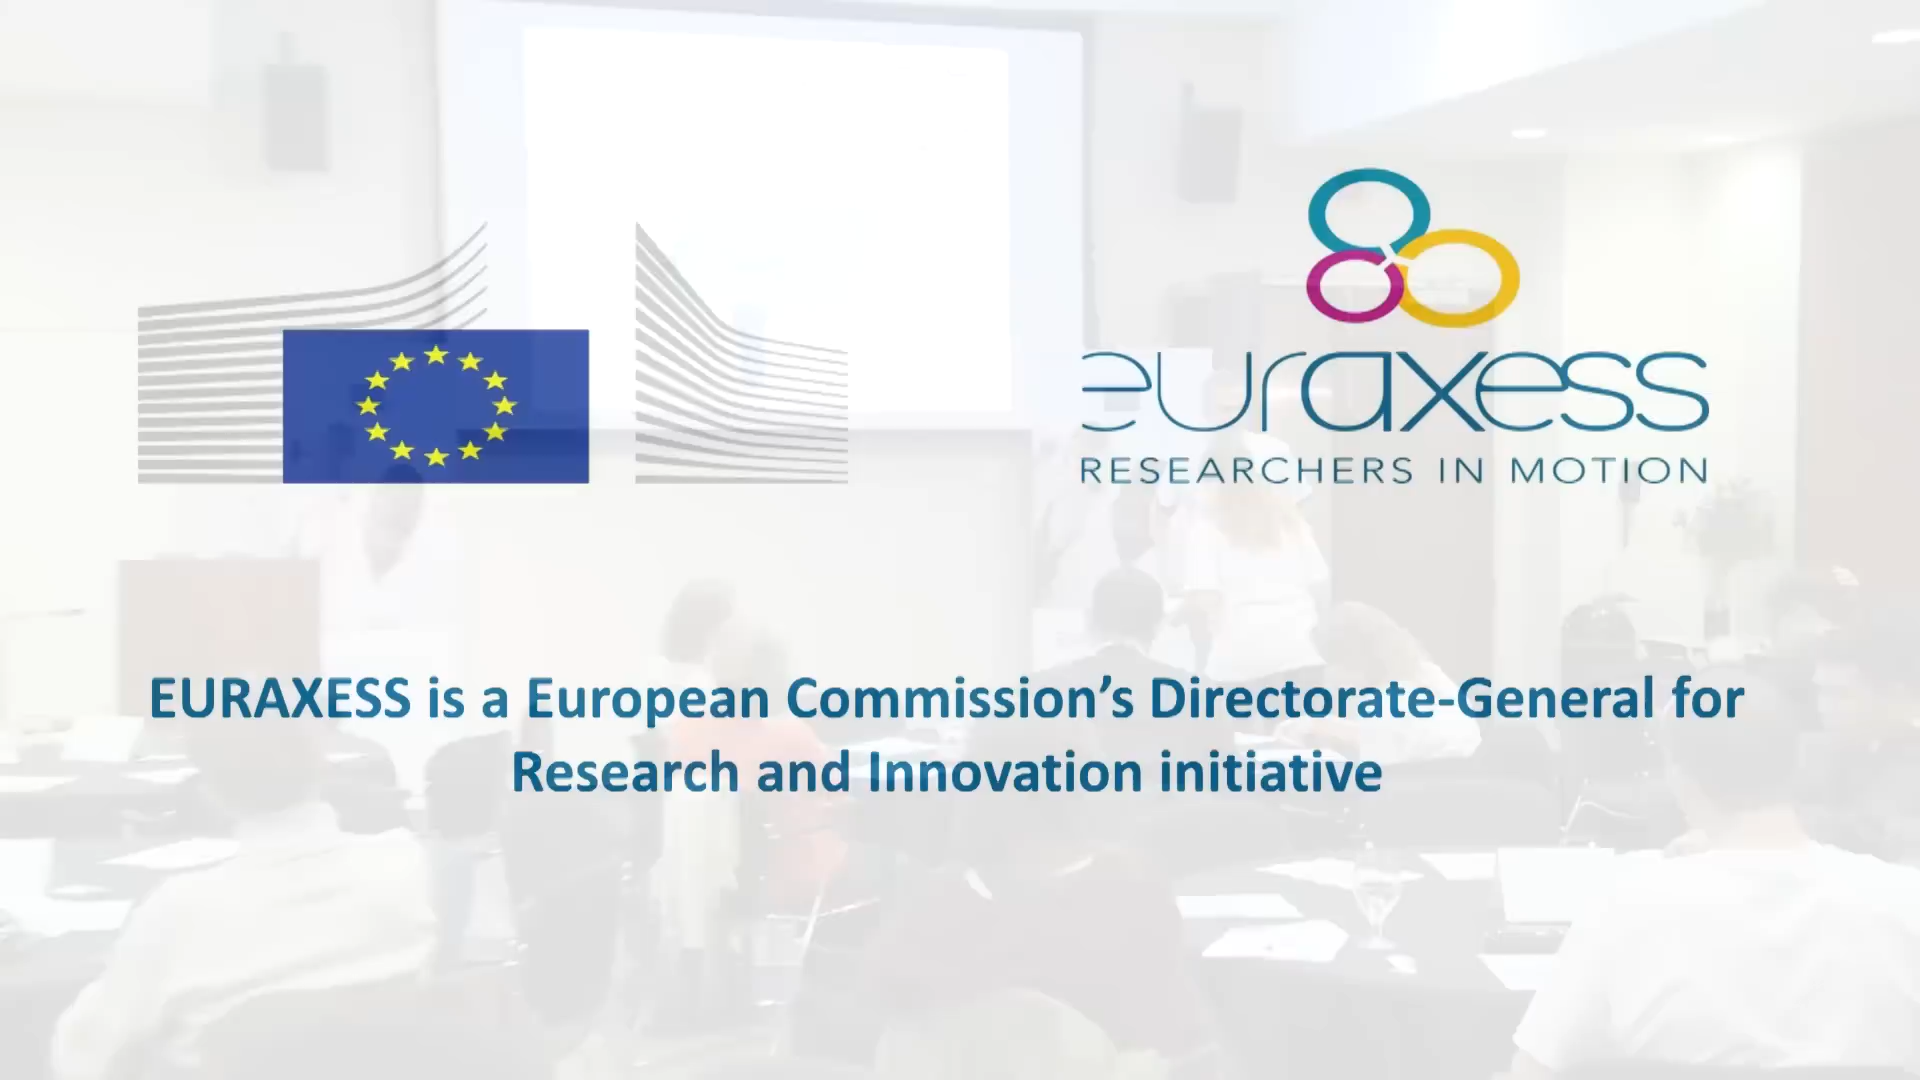 euraxess
RESEARCHERS IN MOTION
EURAXESS is a European Commission’s Directorate-General for
Research and Innovation initiative